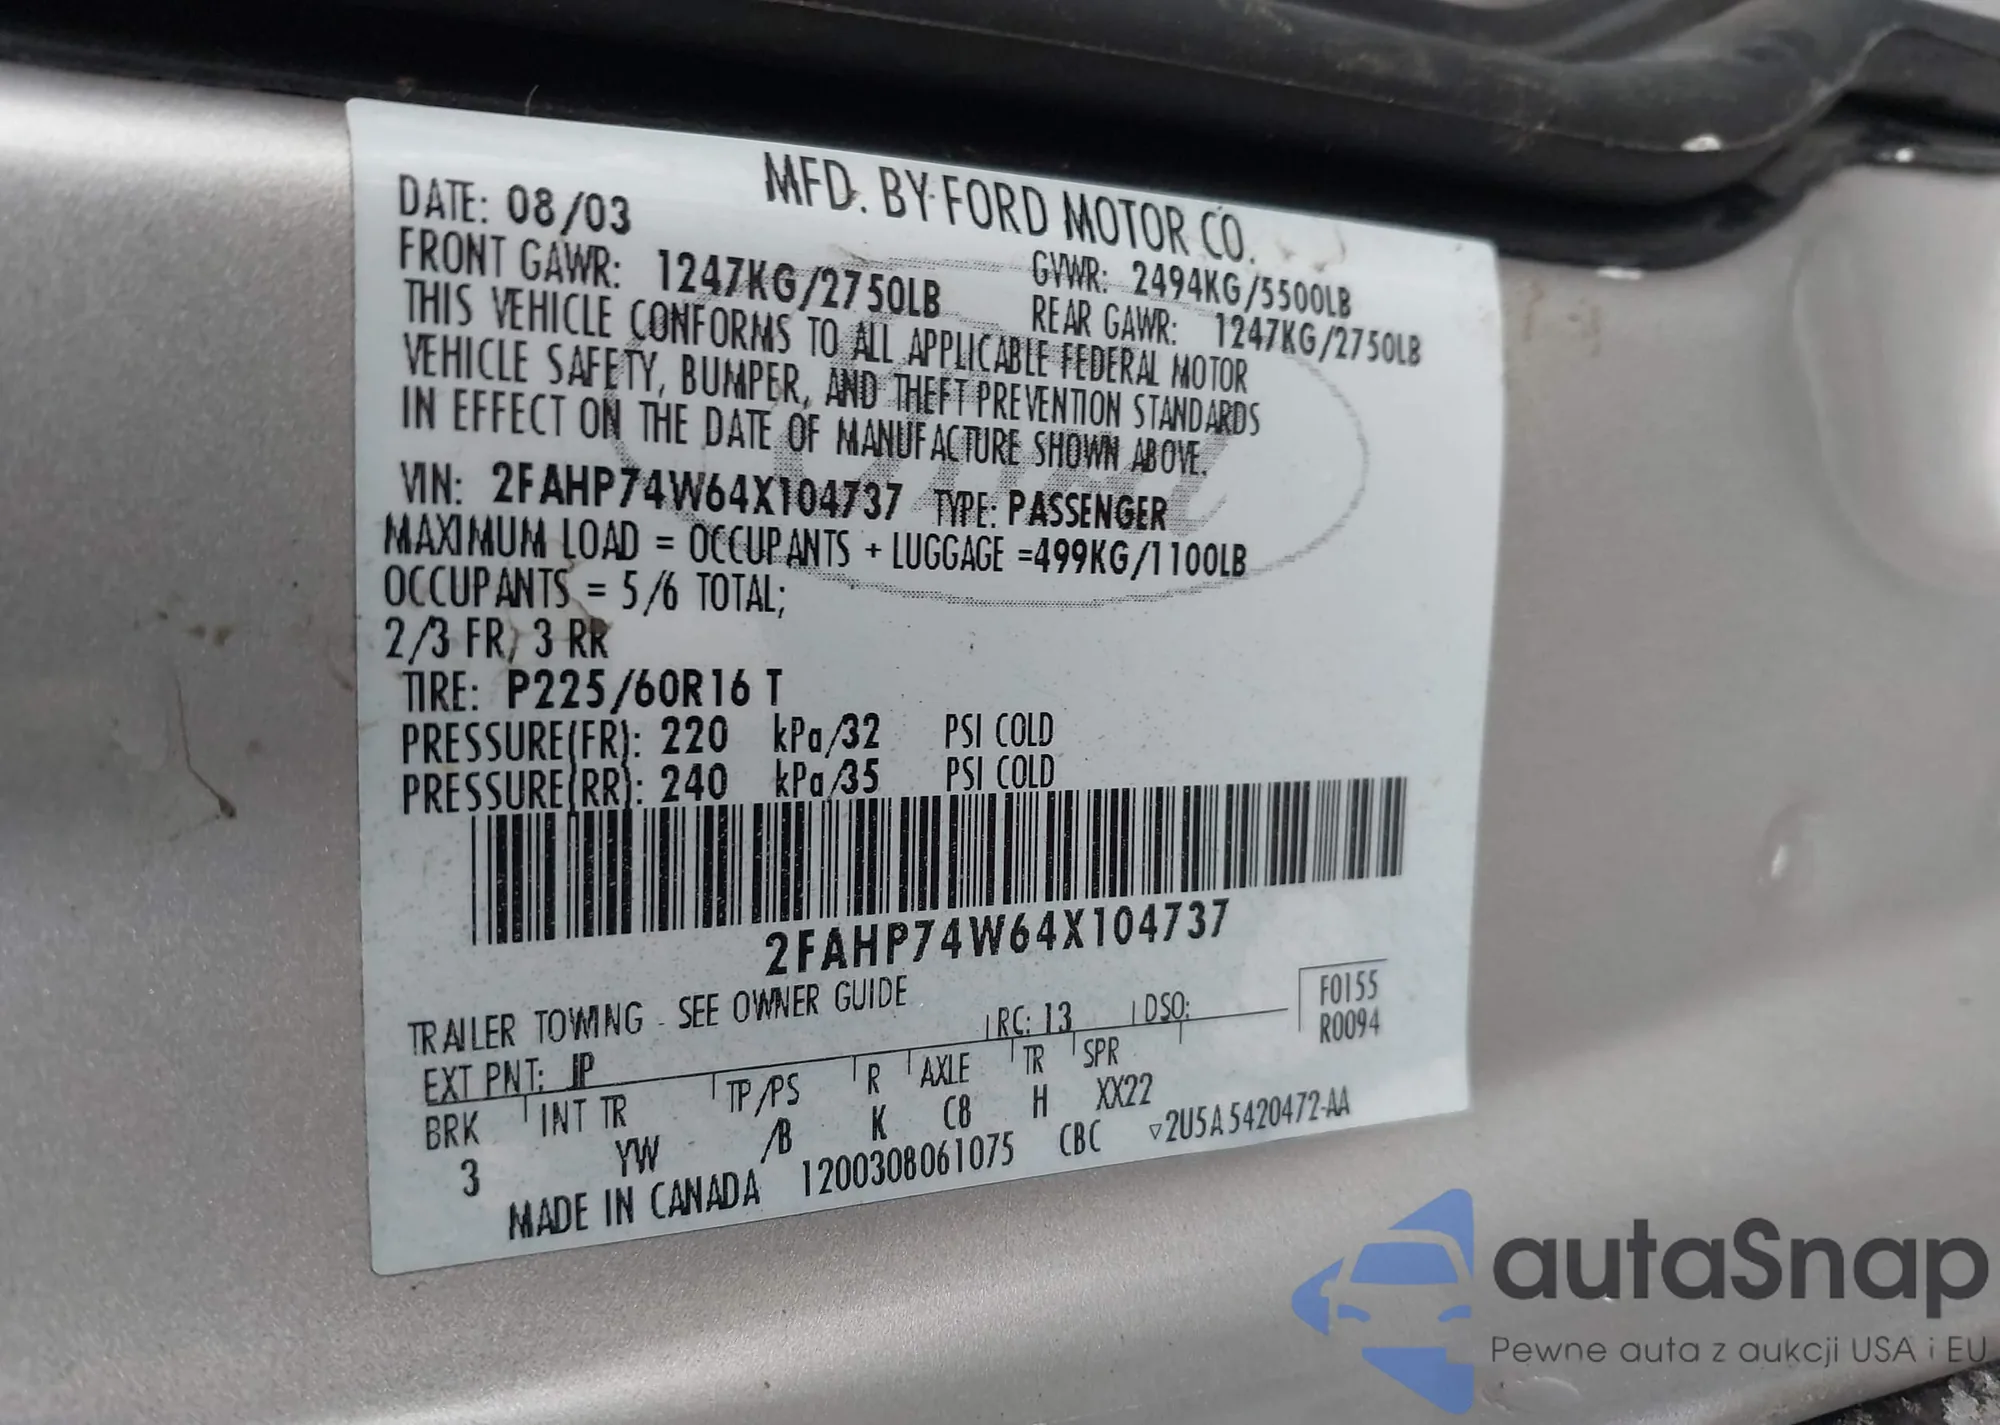 MFD. BY FORD MOTOR CO.
DATE: 08/03
GVWR: 2494KG/5500LB
FRONT GAWR: 1247KG/2750LB
REAR GAWR: 1247KG/2750LB
THIS VEHICLE CONFORMS TO ALL APPLICABLE FEDERAL MOTOR
VEHICLE SAFETY, BUMPER, AND THEFT PREVENTION STANDARDS
IN EFFECT ON THE DATE OF MANUFACTURE SHOWN ABOVE.
VIN: 2FAHP74W64X104737 TYPE: PASSENGER
MAXIMUM LOAD = OCCUPANTS + LUGGAGE =499KG/1100LB
OCCUPANTS = 5/6 TOTAL;
2/3 FR, 3 RR
TIRE: P225/60R16 T
PRESSURE(FR): 220 kPa/32 PSI COLD
PRESSURE(RR): 240 kPa/35 PSI COLD
2FAHP74W64X104737
TRAILER TOWING - SEE OWNER GUIDE
F0155
R0094
EXT PNT: JP RC: 13 DSO:
BRK INT TR TP/PS R AXLE TR SPR
3 YW /B K C8 H XX22
MADE IN CANADA 1200308061075 CBC ▽2U5A 5420472-AA
autaSnap
Pewne auta z aukcji USA i EU